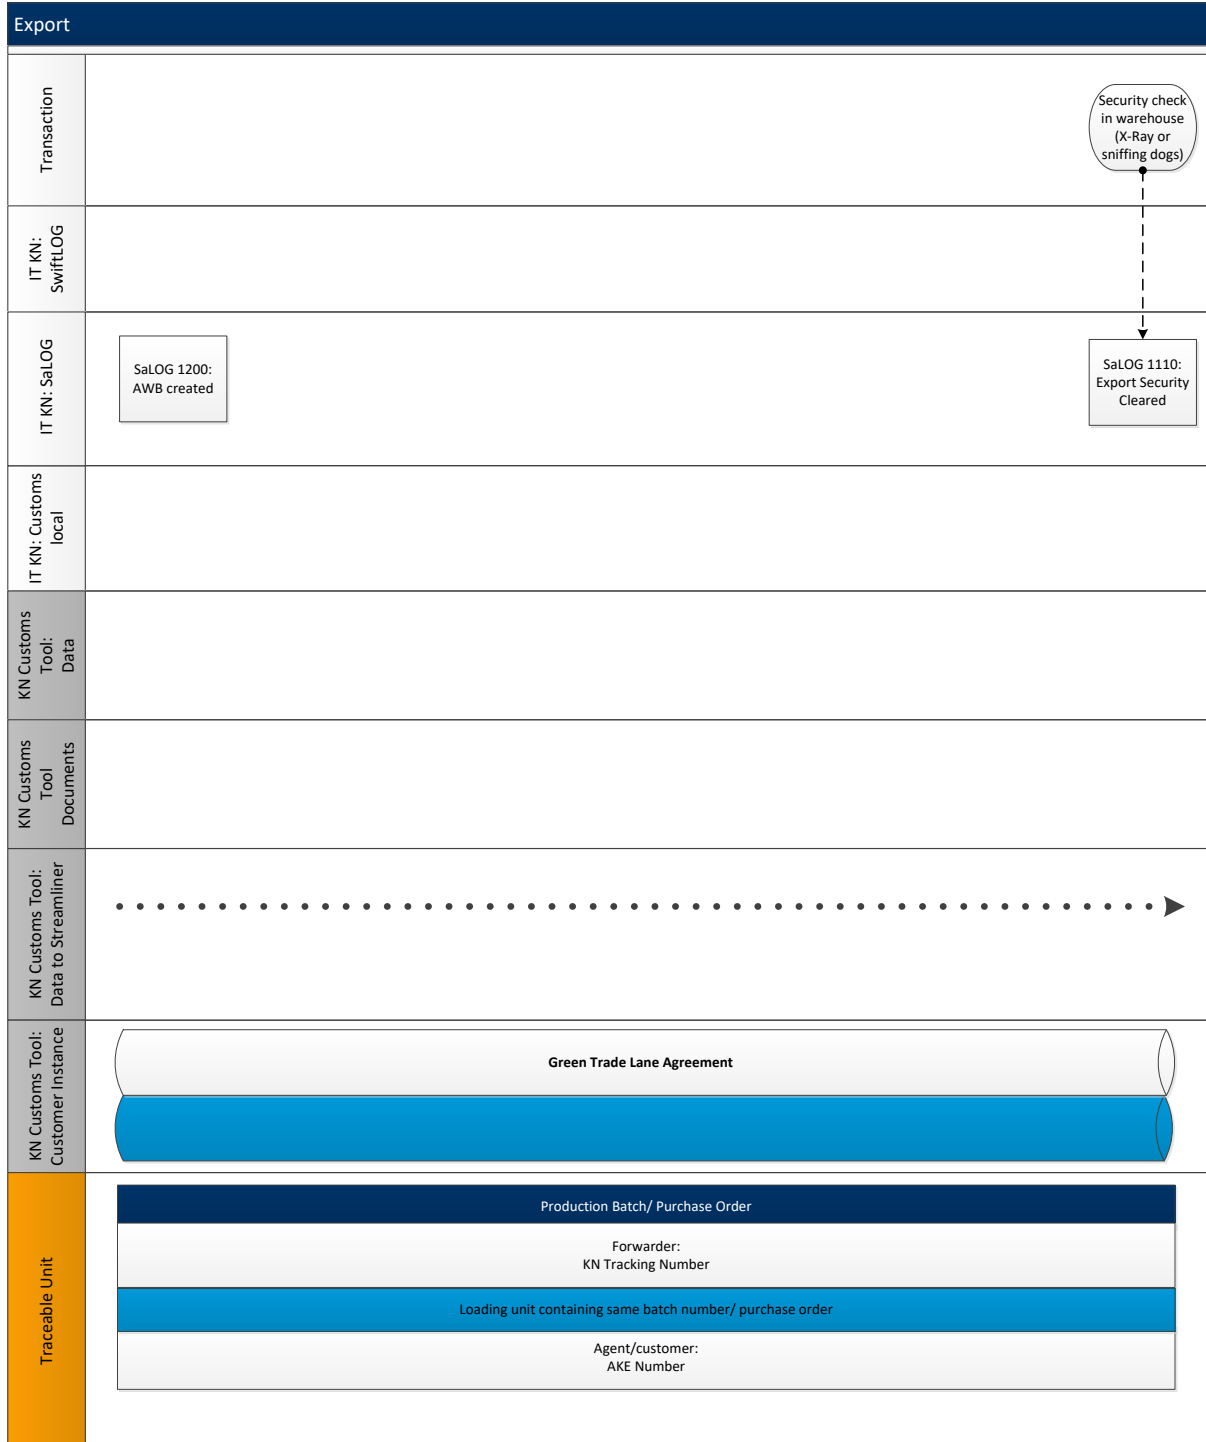 Export
Transaction
Security check
in warehouse
(X-Ray or
sniffing dogs)
IT KN:
SwiftLOG
IT KN: SaLOG
SaLOG 1200:
AWB created
SaLOG 1110:
Export Security
Cleared
IT KN: Customs
local
KN Customs
Tool:
Data
KN Customs
Tool
Documents
KN Customs Tool:
Data to Streamliner
KN Customs Tool:
Customer Instance
Green Trade Lane Agreement
Traceable Unit
Production Batch/ Purchase Order
Forwarder:
KN Tracking Number
Loading unit containing same batch number/ purchase order
Agent/customer:
AKE Number